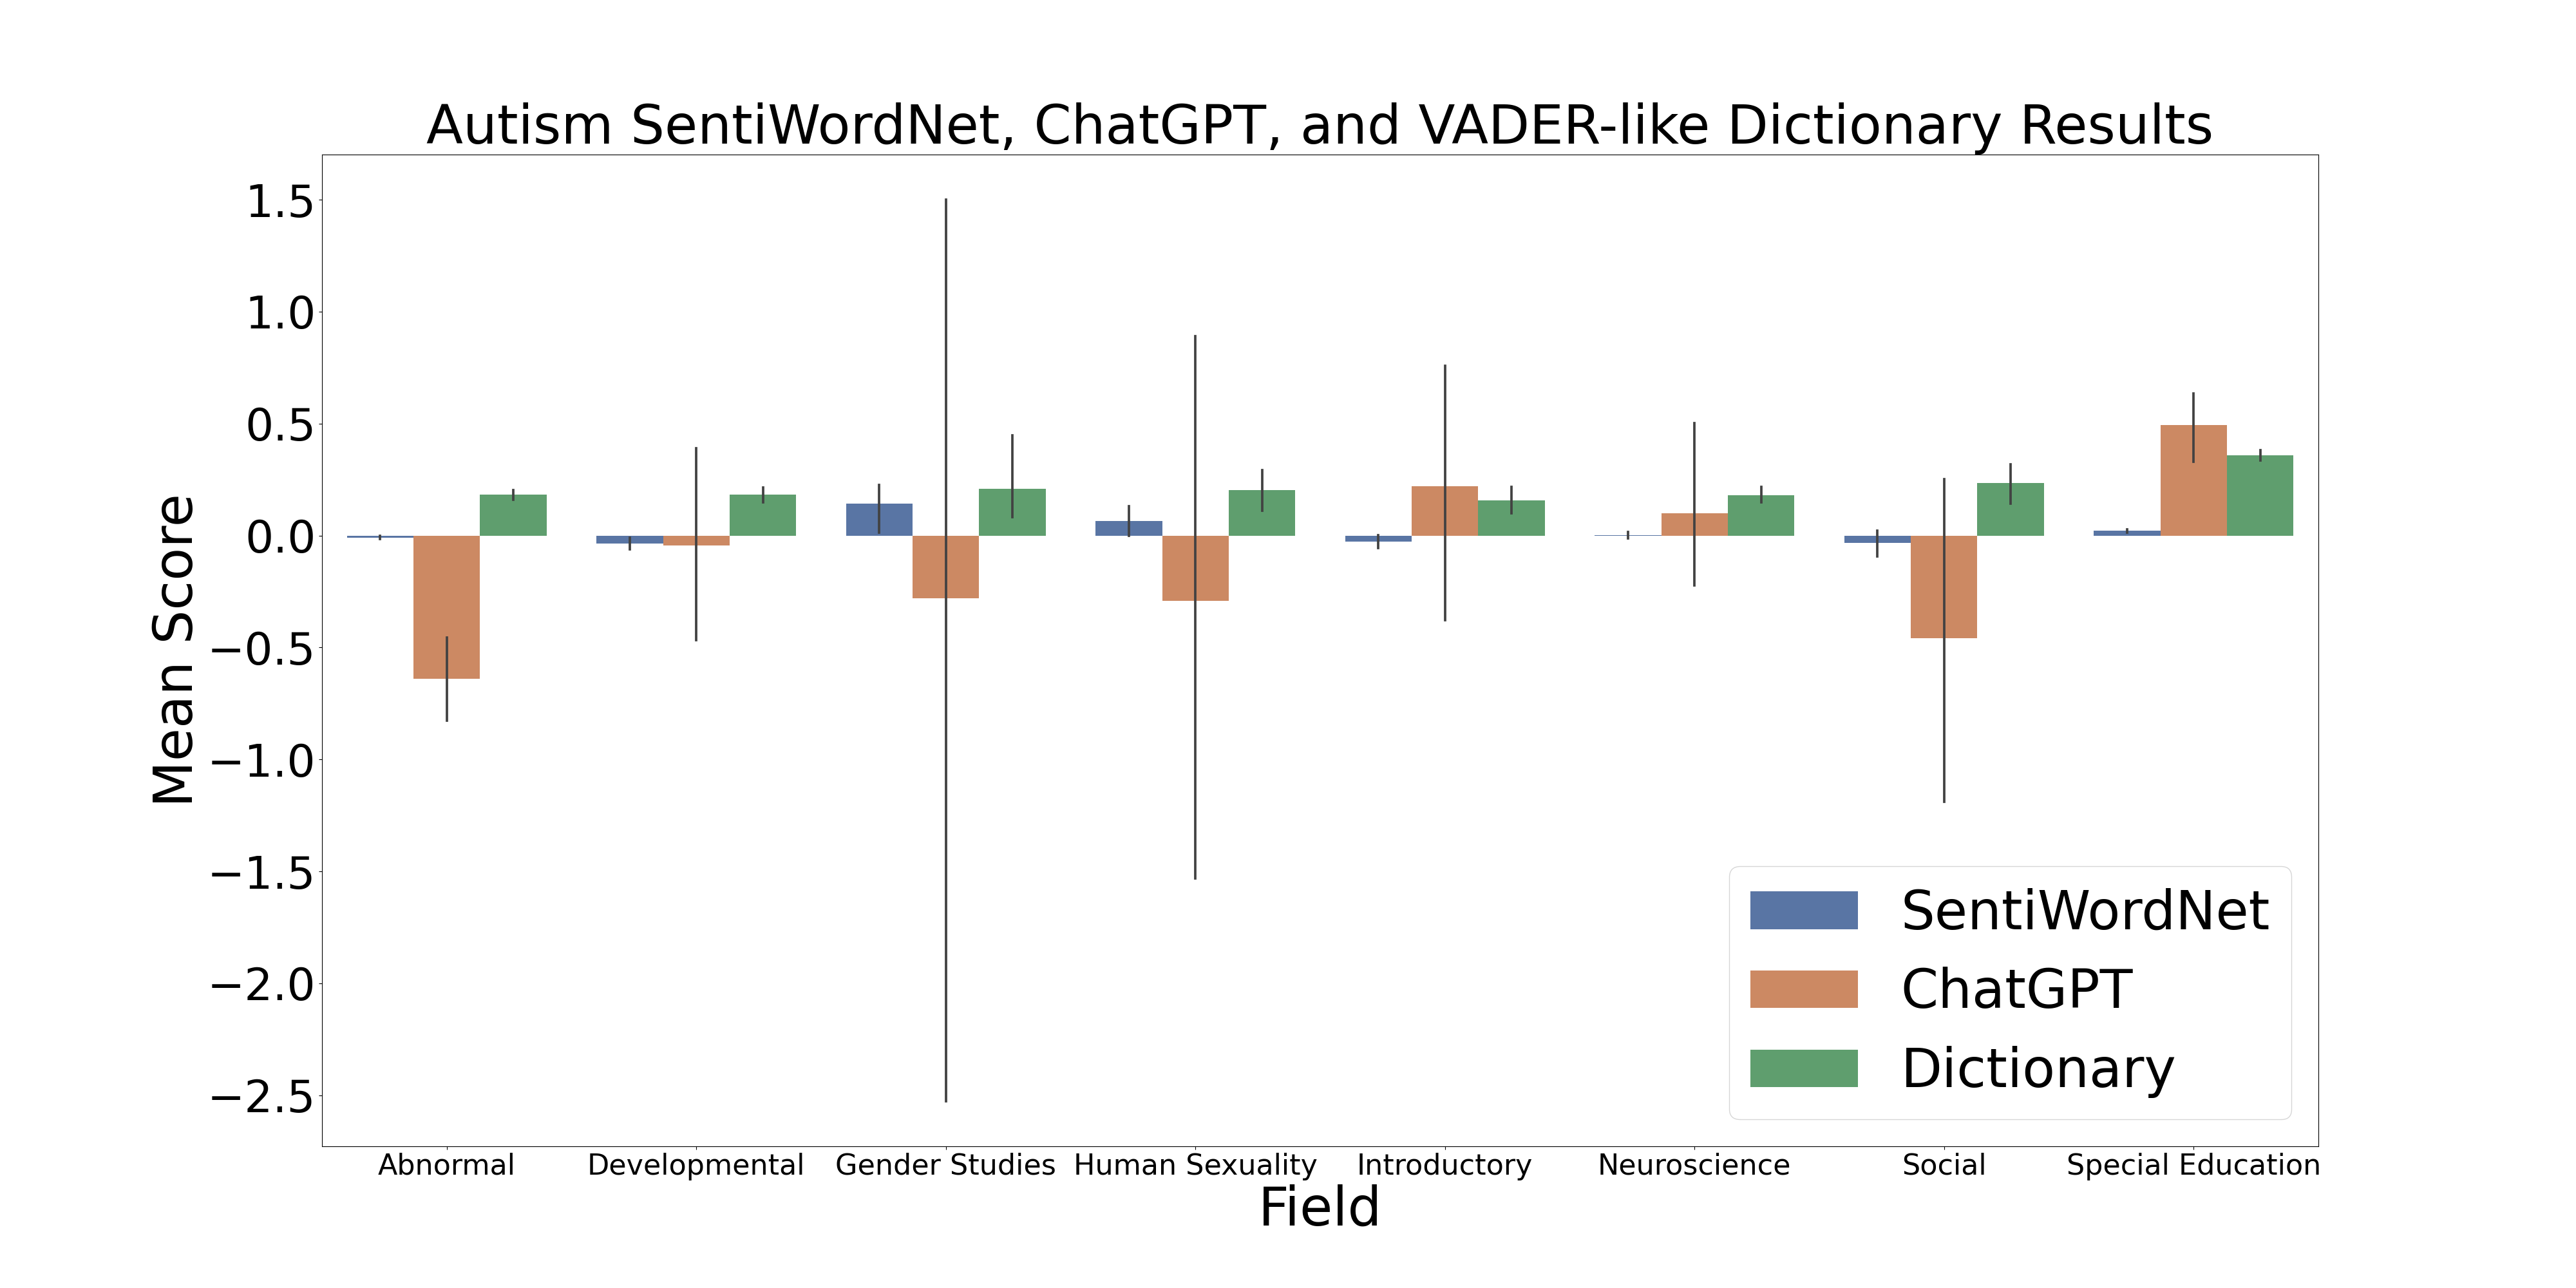 Autism SentiWordNet, ChatGPT, and VADER-like Dictionary Results
Mean Score
1.5
1.0
0.5
0.0
−0.5
−1.0
−1.5
−2.0
−2.5
SentiWordNet
ChatGPT
Dictionary
Abnormal Developmental Gender Studies Human Sexuality Introductory Neuroscience Social Special Education
Field